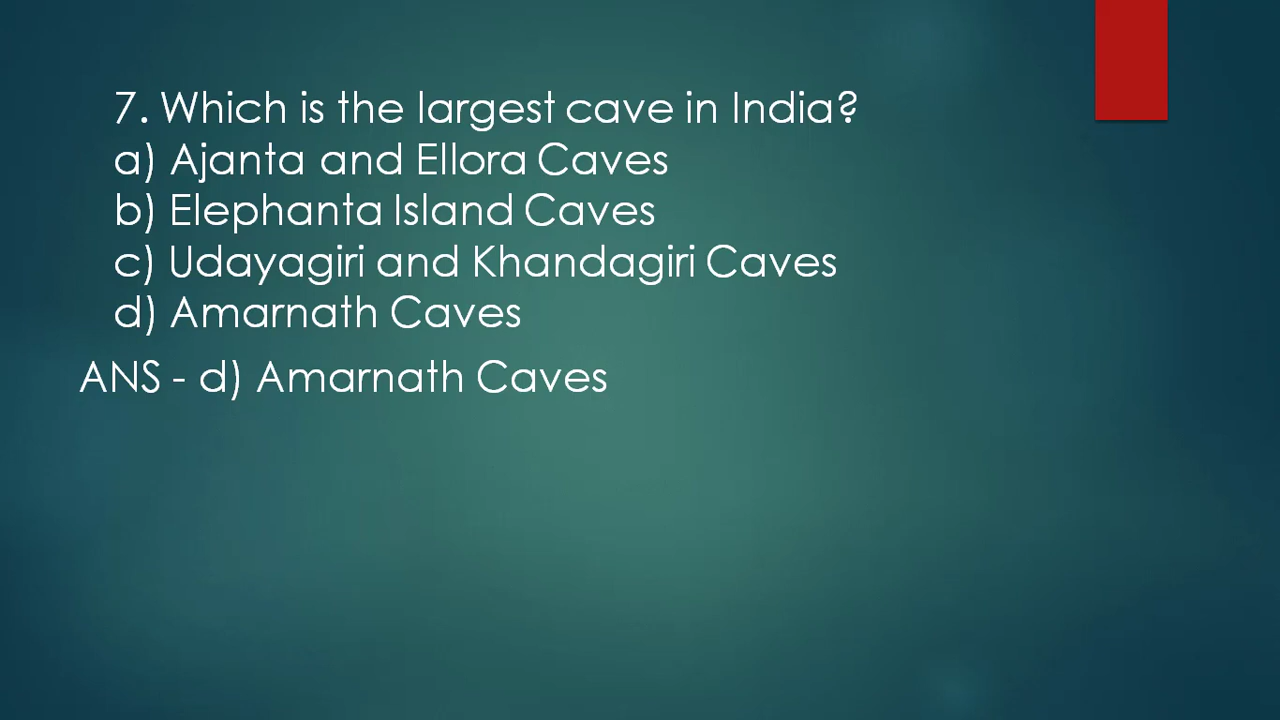 7. Which is the largest cave in India?
a) Ajanta and Ellora Caves
b) Elephanta Island Caves
c) Udayagiri and Khandagiri Caves
d) Amarnath Caves
ANS - d) Amarnath Caves